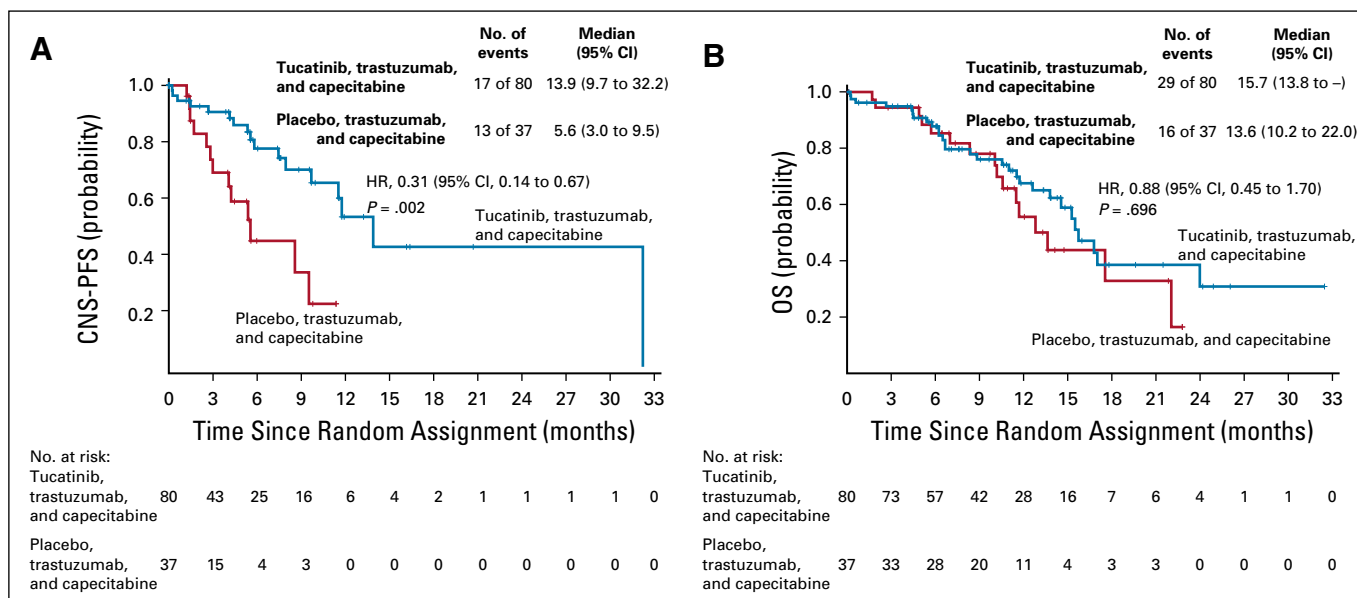 A
No. of events
Median (95% CI)
Tucatinib, trastuzumab, and capecitabine
17 of 80
13.9 (9.7 to 32.2)
Placebo, trastuzumab, and capecitabine
13 of 37
5.6 (3.0 to 9.5)
HR, 0.31 (95% CI, 0.14 to 0.67)
P = .002
Tucatinib, trastuzumab, and capecitabine
Placebo, trastuzumab, and capecitabine
CNS-PFS (probability)
1.0
0.8
0.6
0.4
0.2
0 3 6 9 12 15 18 21 24 27 30 33
Time Since Random Assignment (months)
No. at risk:
Tucatinib,
trastuzumab, 80 43 25 16 6 4 2 1 1 1 1 0
and capecitabine
Placebo,
trastuzumab, 37 15 4 3 0 0 0 0 0 0 0 0
and capecitabine
B
No. of events
Median (95% CI)
Tucatinib, trastuzumab, and capecitabine
29 of 80
15.7 (13.8 to –)
Placebo, trastuzumab, and capecitabine
16 of 37
13.6 (10.2 to 22.0)
HR, 0.88 (95% CI, 0.45 to 1.70)
P = .696
Tucatinib, trastuzumab, and capecitabine
Placebo, trastuzumab, and capecitabine
OS (probability)
1.0
0.8
0.6
0.4
0.2
0 3 6 9 12 15 18 21 24 27 30 33
Time Since Random Assignment (months)
No. at risk:
Tucatinib,
trastuzumab, 80 73 57 42 28 16 7 6 4 1 1 0
and capecitabine
Placebo,
trastuzumab, 37 33 28 20 11 4 3 3 0 0 0 0
and capecitabine